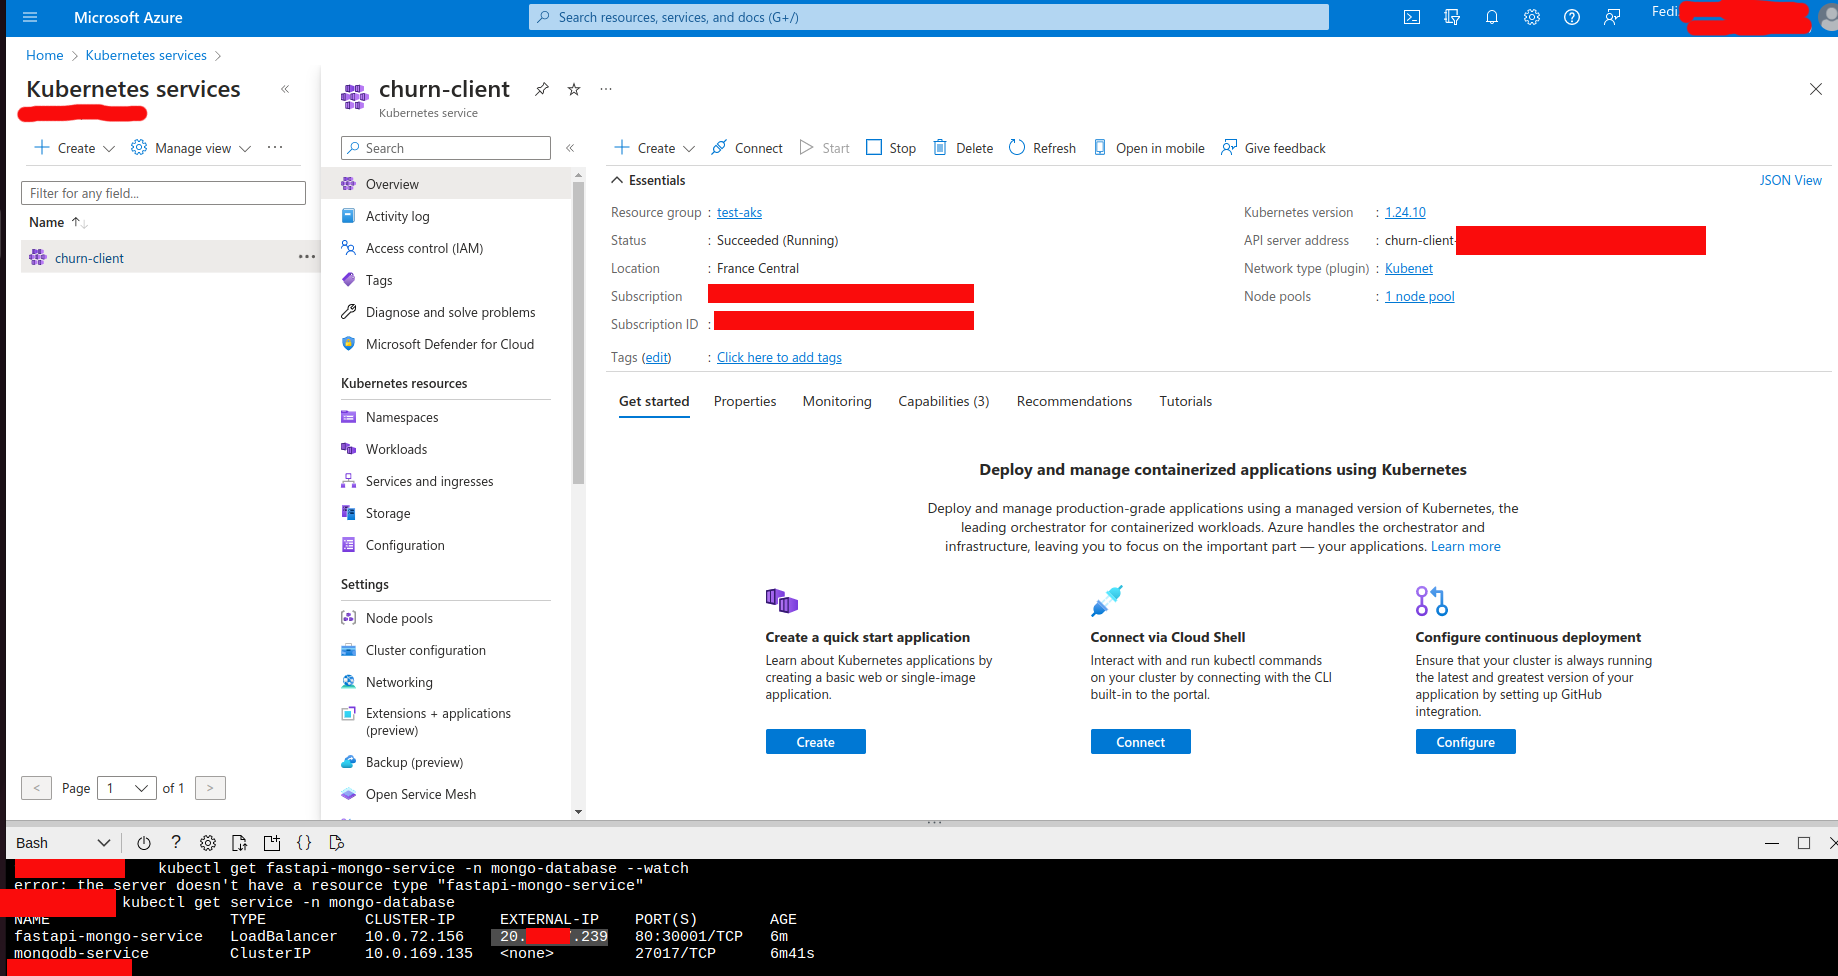 Microsoft Azure
Search resources, services, and docs (G+/)
Fedi
Home > Kubernetes services >
Kubernetes services
«
Create
Manage view
...
Filter for any field...
Name
churn-client
...
< Page 1 of 1 >
churn-client
...
Kubernetes service
Search
«
Overview
Activity log
Access control (IAM)
Tags
Diagnose and solve problems
Microsoft Defender for Cloud
Kubernetes resources
Namespaces
Workloads
Services and ingresses
Storage
Configuration
Settings
Node pools
Cluster configuration
Networking
Extensions + applications
(preview)
Backup (preview)
Open Service Mesh
Create
Connect
Start
Stop
Delete
Refresh
Open in mobile
Give feedback
Essentials
JSON View
Resource group : test-aks
Status : Succeeded (Running)
Location : France Central
Subscription
Subscription ID :
Tags (edit) : Click here to add tags
Kubernetes version : 1.24.10
API server address : churn-client-
Network type (plugin) : Kubenet
Node pools : 1 node pool
Get started Properties Monitoring Capabilities (3) Recommendations Tutorials
Deploy and manage containerized applications using Kubernetes
Deploy and manage production-grade applications using a managed version of Kubernetes, the
leading orchestrator for containerized workloads. Azure handles the orchestrator and
infrastructure, leaving you to focus on the important part — your applications. Learn more
Create a quick start application
Learn about Kubernetes applications by
creating a basic web or single-image
application.
Create
Connect via Cloud Shell
Interact with and run kubectl commands
on your cluster by connecting with the CLI
built-in to the portal.
Connect
Configure continuous deployment
Ensure that your cluster is always running
the latest and greatest version of your
application by setting up GitHub
integration.
Configure
Bash
?
{}
kubectl get fastapi-mongo-service -n mongo-database --watch
error: the server doesn't have a resource type "fastapi-mongo-service"
kubectl get service -n mongo-database
NAME TYPE CLUSTER-IP EXTERNAL-IP PORT(S) AGE
fastapi-mongo-service LoadBalancer 10.0.72.156 20. .239 80:30001/TCP 6m
mongodb-service ClusterIP 10.0.169.135 <none> 27017/TCP 6m41s